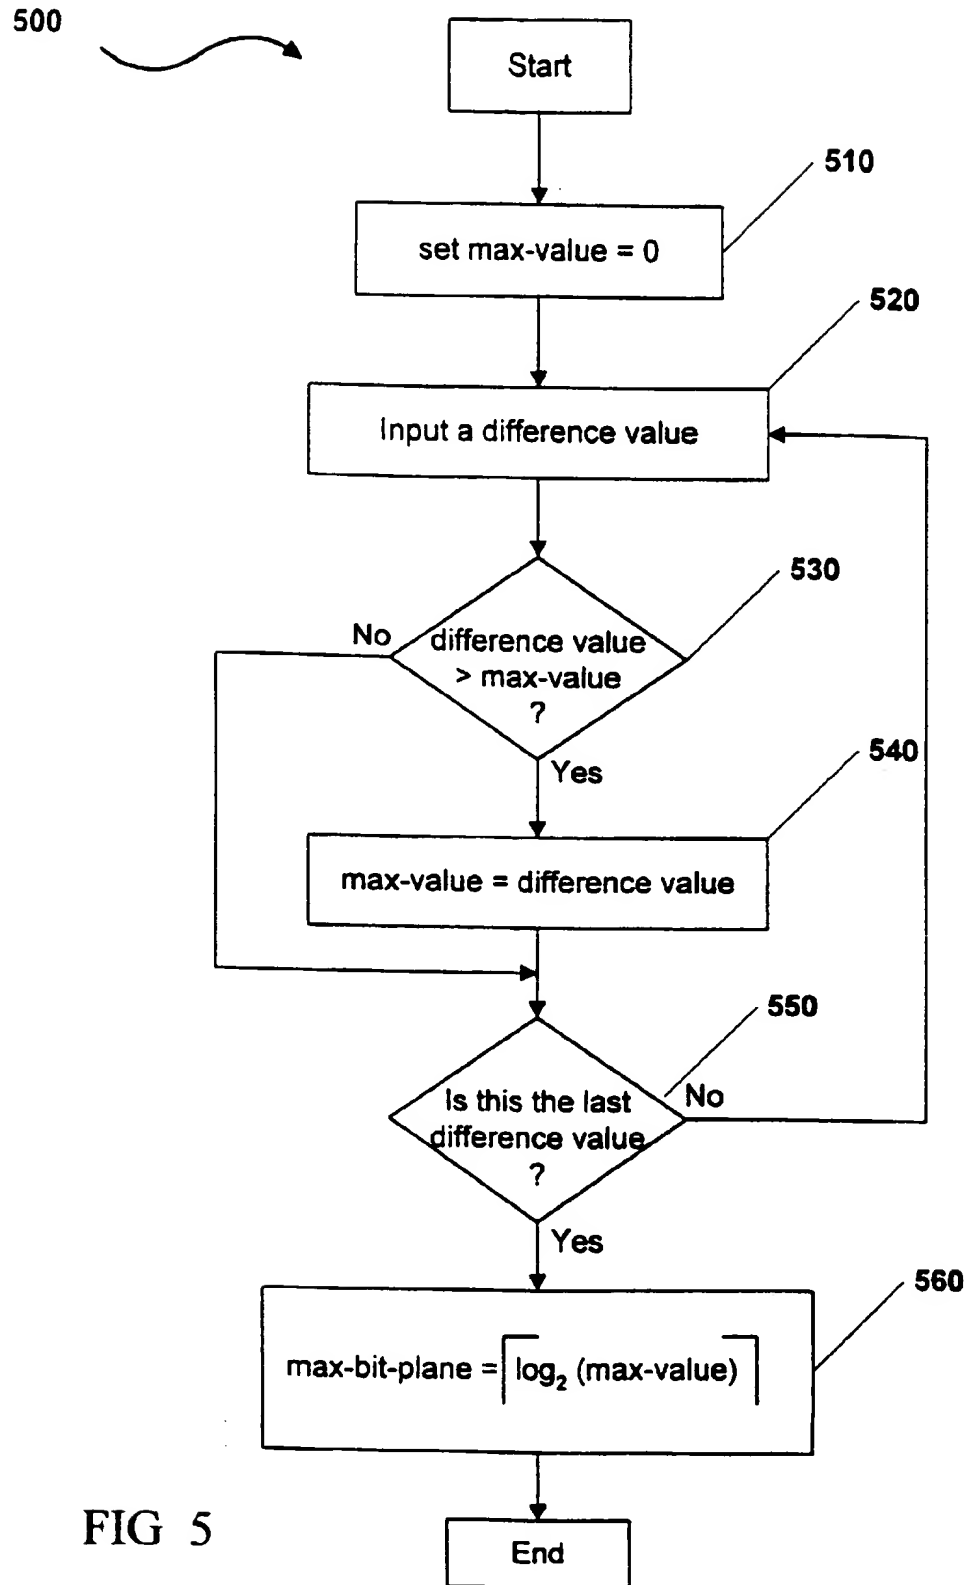 500
Start
510
set max-value = 0
520
Input a difference value
530
No
difference value
> max-value
?
Yes
540
max-value = difference value
550
Is this the last
difference value
?
No
Yes
560
max-bit-plane = ⌈log₂ (max-value)⌉
End
FIG 5